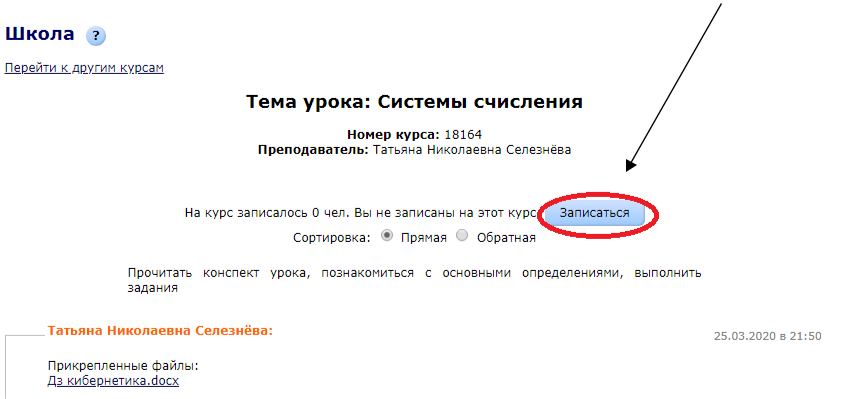 Школа ?
Перейти к другим курсам
Тема урока: Системы счисления
Номер курса: 18164
Преподаватель: Татьяна Николаевна Селезнёва
На курс записалось 0 чел. Вы не записаны на этот курс Записаться
Сортировка: Прямая Обратная
Прочитать конспект урока, познакомиться с основными определениями, выполнить
задания
Татьяна Николаевна Селезнёва:
25.03.2020 в 21:50
Прикрепленные файлы:
Дз кибернетика.docx